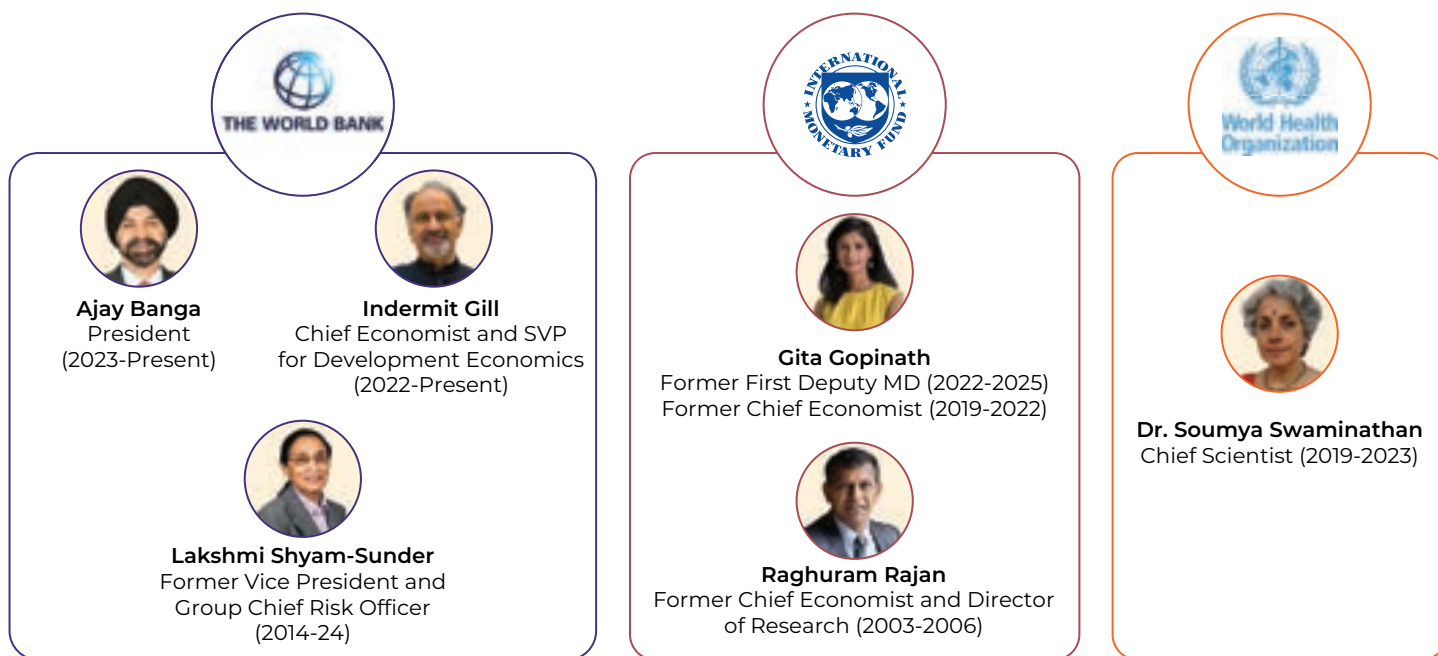 THE WORLD BANK
Ajay Banga
President
(2023-Present)
Indermit Gill
Chief Economist and SVP
for Development Economics
(2022-Present)
Lakshmi Shyam-Sunder
Former Vice President and
Group Chief Risk Officer
(2014-24)
INTERNATIONAL
MONETARY FUND
Gita Gopinath
Former First Deputy MD (2022-2025)
Former Chief Economist (2019-2022)
Raghuram Rajan
Former Chief Economist and Director
of Research (2003-2006)
World Health
Organization
Dr. Soumya Swaminathan
Chief Scientist (2019-2023)